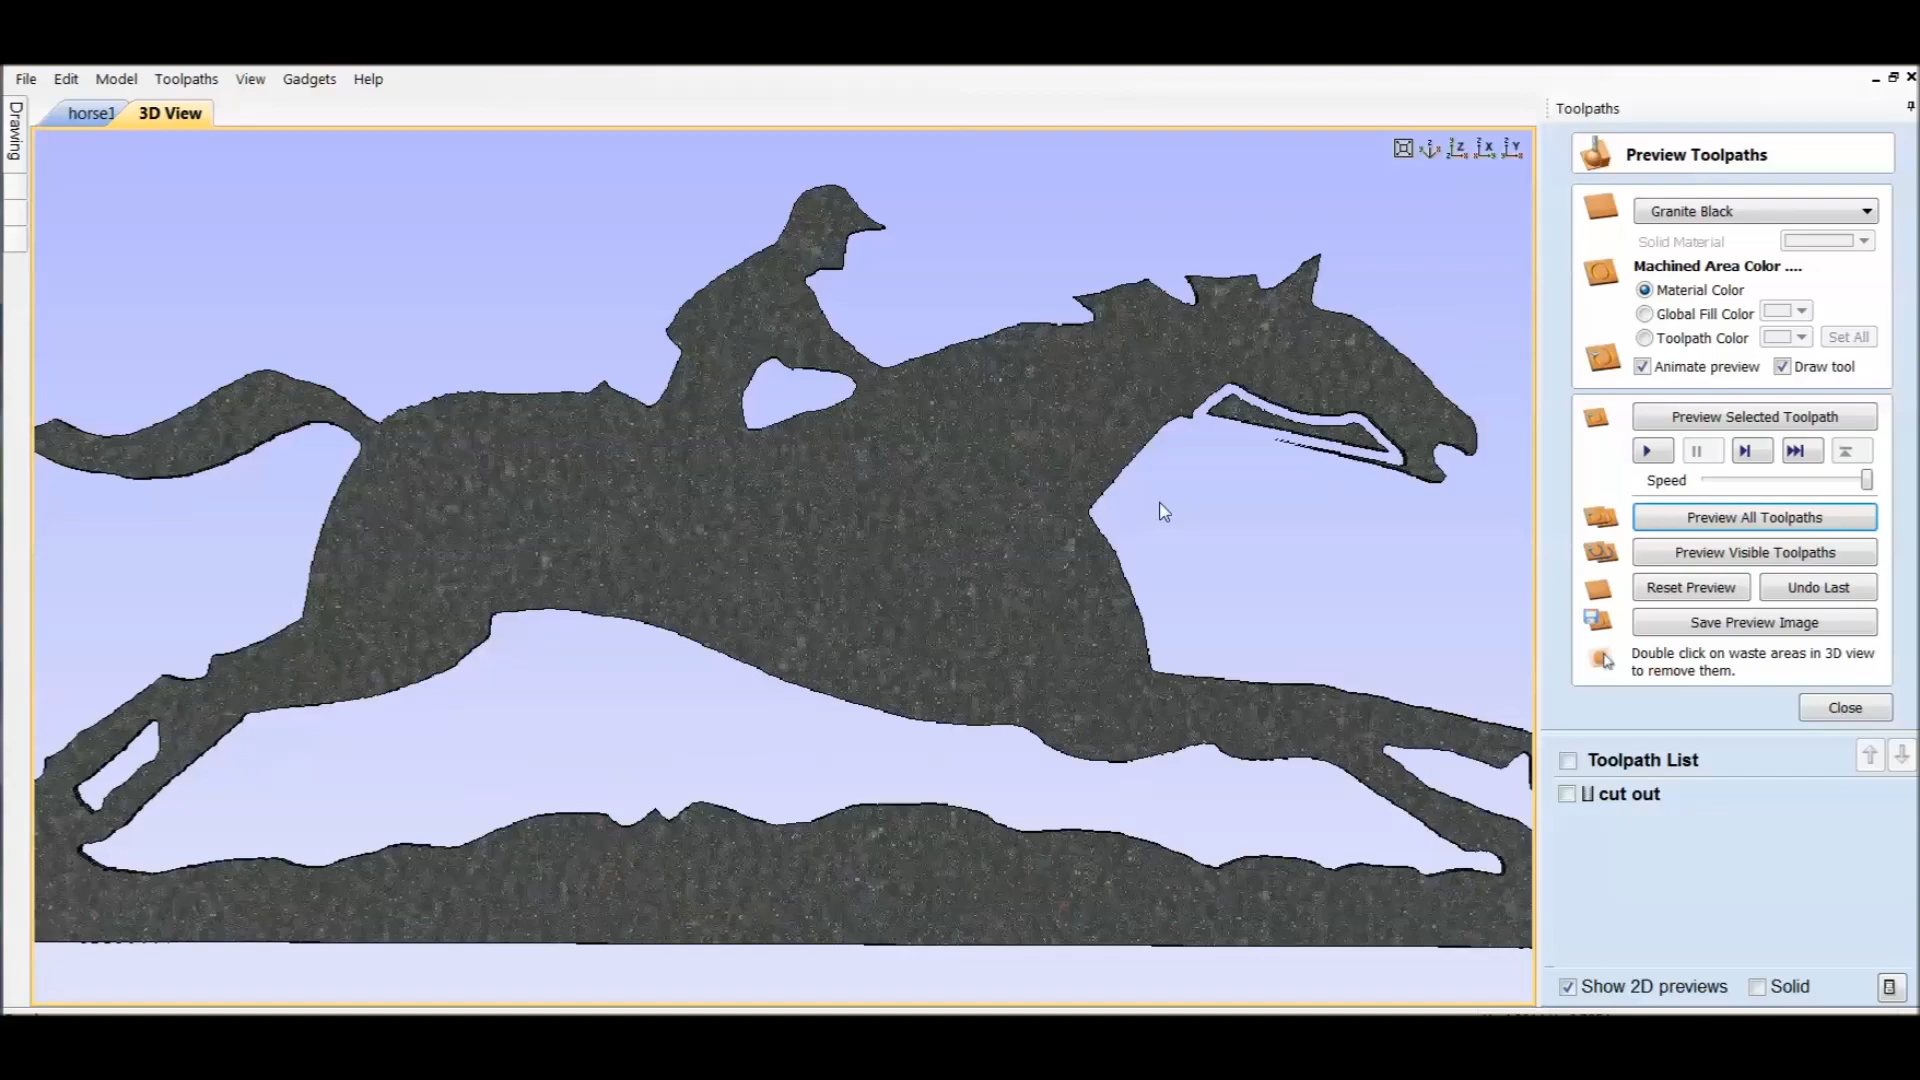 File Edit Model Toolpaths View Gadgets Help
Drawing
horse1 3D View
Z X Y
Toolpaths
Preview Toolpaths
Granite Black
Solid Material
Machined Area Color ....
Material Color
Global Fill Color
Toolpath Color Set All
Animate preview Draw tool
Preview Selected Toolpath
Speed
Preview All Toolpaths
Preview Visible Toolpaths
Reset Preview Undo Last
Save Preview Image
Double click on waste areas in 3D view
to remove them.
Close
Toolpath List
cut out
Show 2D previews Solid